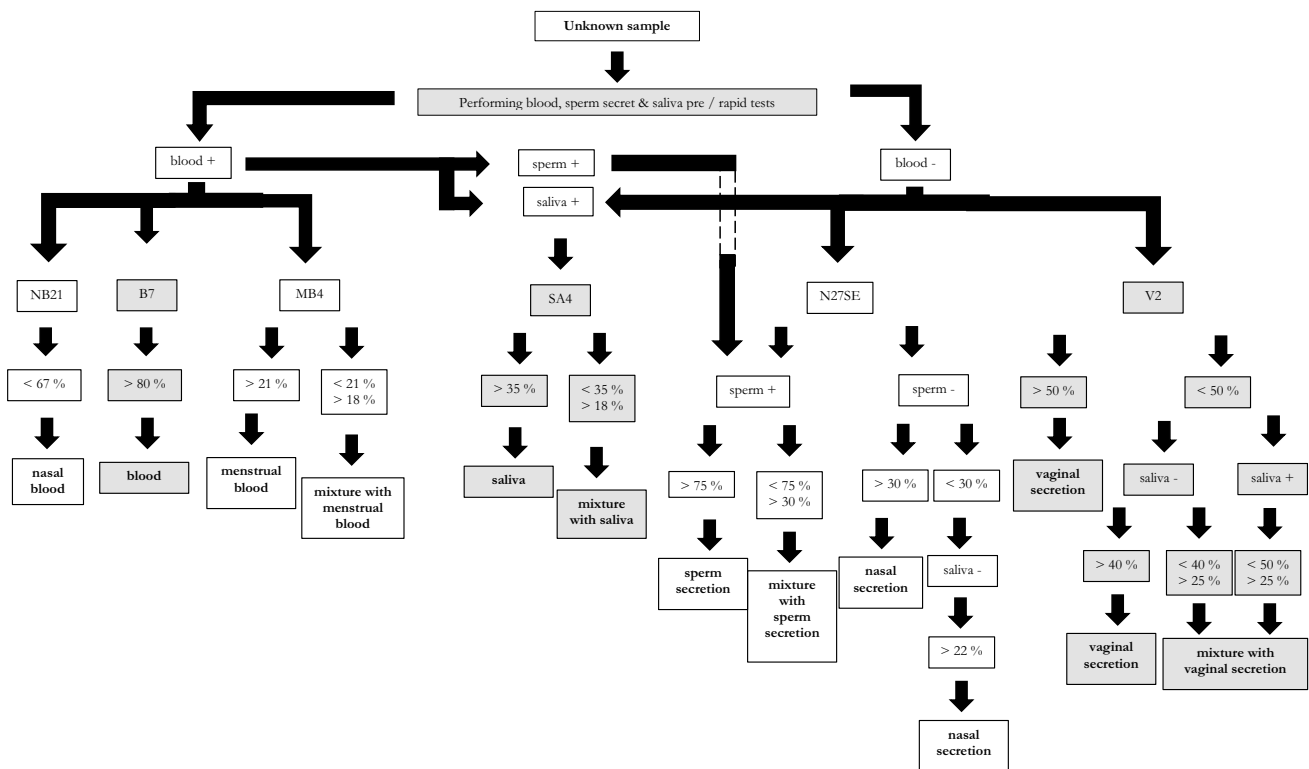 Unknown sample
Performing blood, sperm secret & saliva pre / rapid tests
blood +
sperm +
blood -
saliva +
NB21
B7
MB4
SA4
N27SE
V2
< 67 %
> 80 %
> 21 %
< 21 %
> 18 %
> 35 %
< 35 %
> 18 %
sperm +
sperm -
> 50 %
< 50 %
nasal
blood
blood
menstrual
blood
mixture with
menstrual
blood
saliva
mixture
with saliva
> 75 %
< 75 %
> 30 %
> 30 %
< 30 %
vaginal
secretion
saliva -
saliva +
sperm
secretion
mixture
with
sperm
secretion
nasal
secretion
saliva -
> 40 %
< 40 %
> 25 %
< 50 %
> 25 %
> 22 %
vaginal
secretion
mixture with
vaginal secretion
nasal
secretion